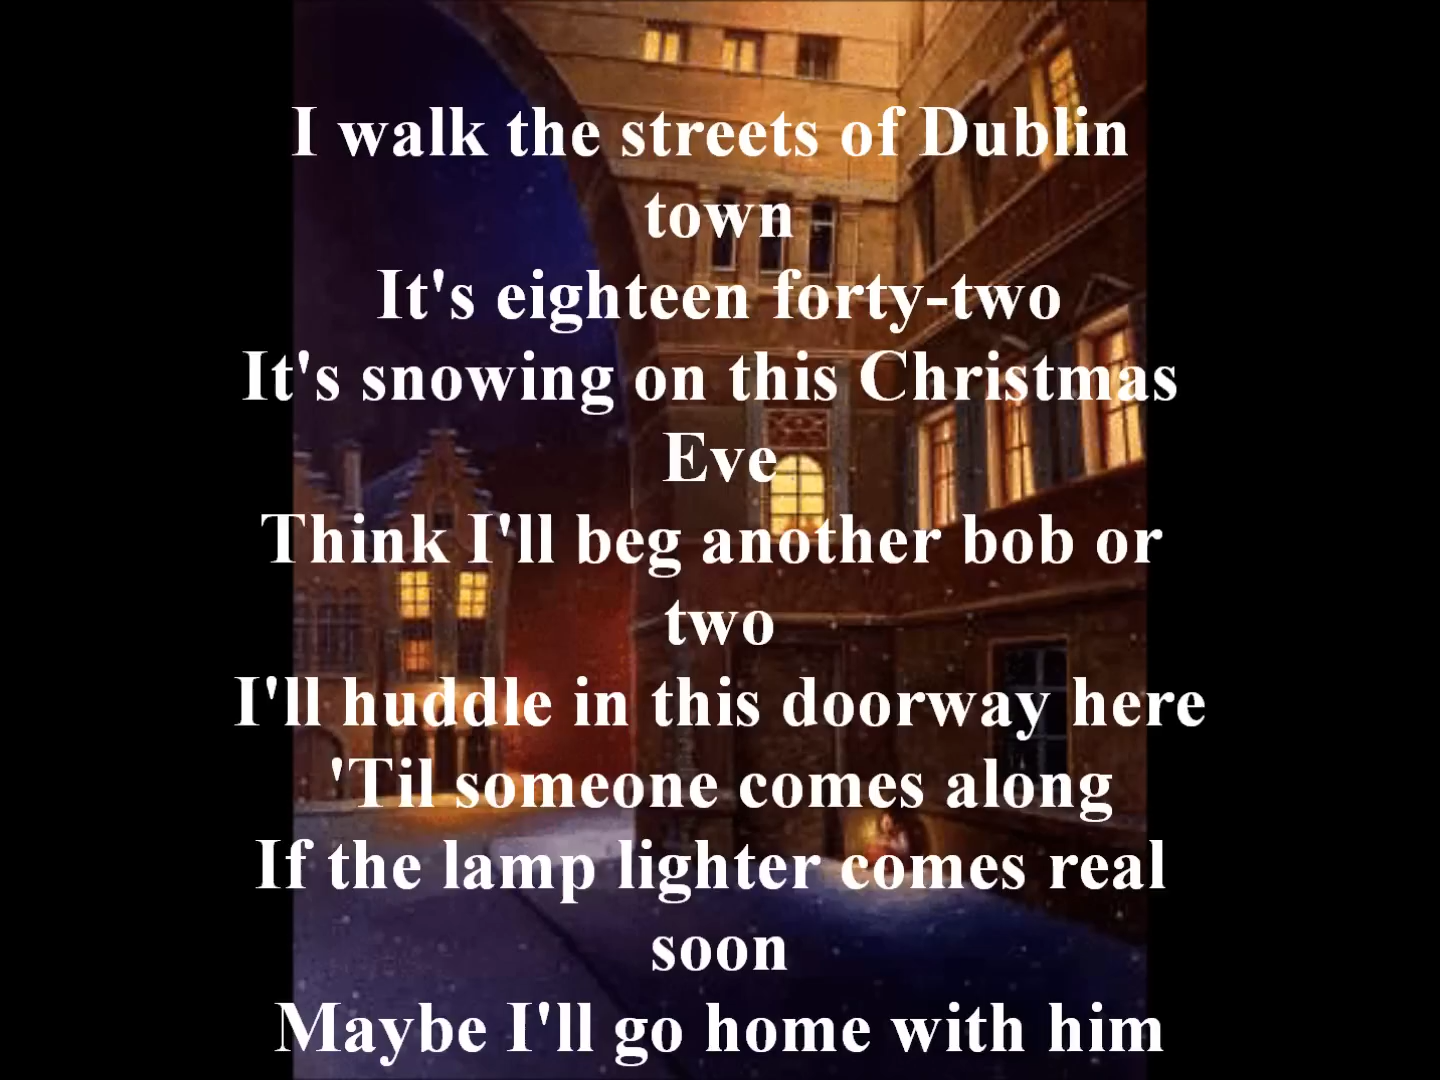 I walk the streets of Dublin
town
It's eighteen forty-two
It's snowing on this Christmas
Eve
Think I'll beg another bob or
two
I'll huddle in this doorway here
'Til someone comes along
If the lamp lighter comes real
soon
Maybe I'll go home with him